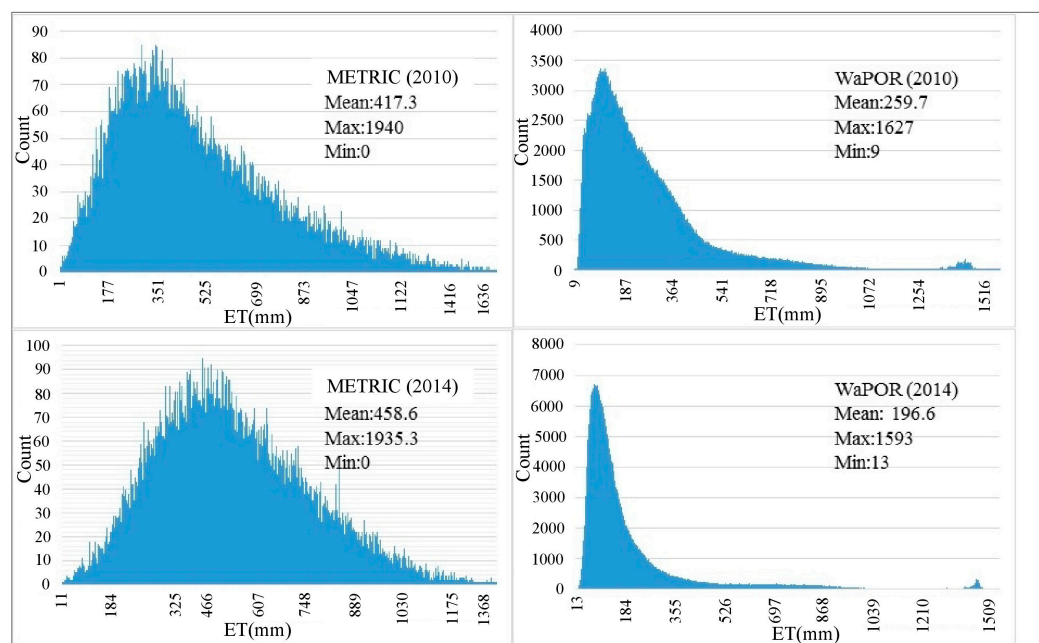 90
80
70
60
50
40
30
20
10
0
Count
METRIC (2010)
Mean:417.3
Max:1940
Min:0
1 177 351 525 699 873 1047 1122 1416 1636
ET(mm)
4000
3500
3000
2500
2000
1500
1000
500
0
Count
WaPOR (2010)
Mean:259.7
Max:1627
Min:9
9 187 364 541 718 895 1072 1254 1516
ET(mm)
100
90
80
70
60
50
40
30
20
10
0
Count
METRIC (2014)
Mean:458.6
Max:1935.3
Min:0
11 184 325 466 607 748 889 1030 1175 1368
ET(mm)
8000
7000
6000
5000
4000
3000
2000
1000
0
Count
WaPOR (2014)
Mean: 196.6
Max:1593
Min:13
13 184 355 526 697 868 1039 1210 1509
ET(mm)